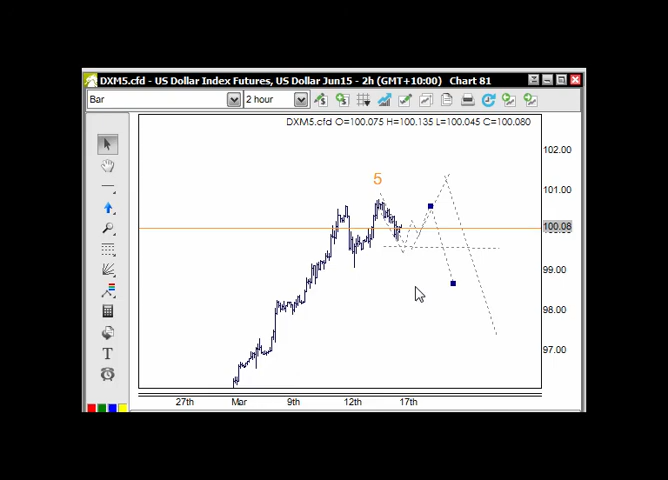 DXM5.cfd - US Dollar Index Futures, US Dollar Jun15 - 2h (GMT+10:00) Chart 81
Bar 2 hour
DXM5.cfd O=100.075 H=100.135 L=100.045 C=100.080
102.00
5
101.00
100.08
99.00
98.00
97.00
T
27th Mar 9th 12th 17th